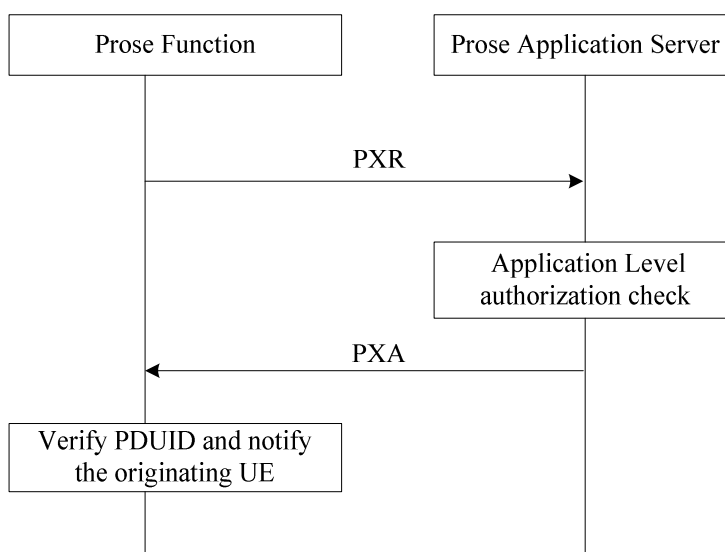 Prose Function
Prose Application Server
PXR
Application Level
authorization check
PXA
Verify PDUID and notify
the originating UE